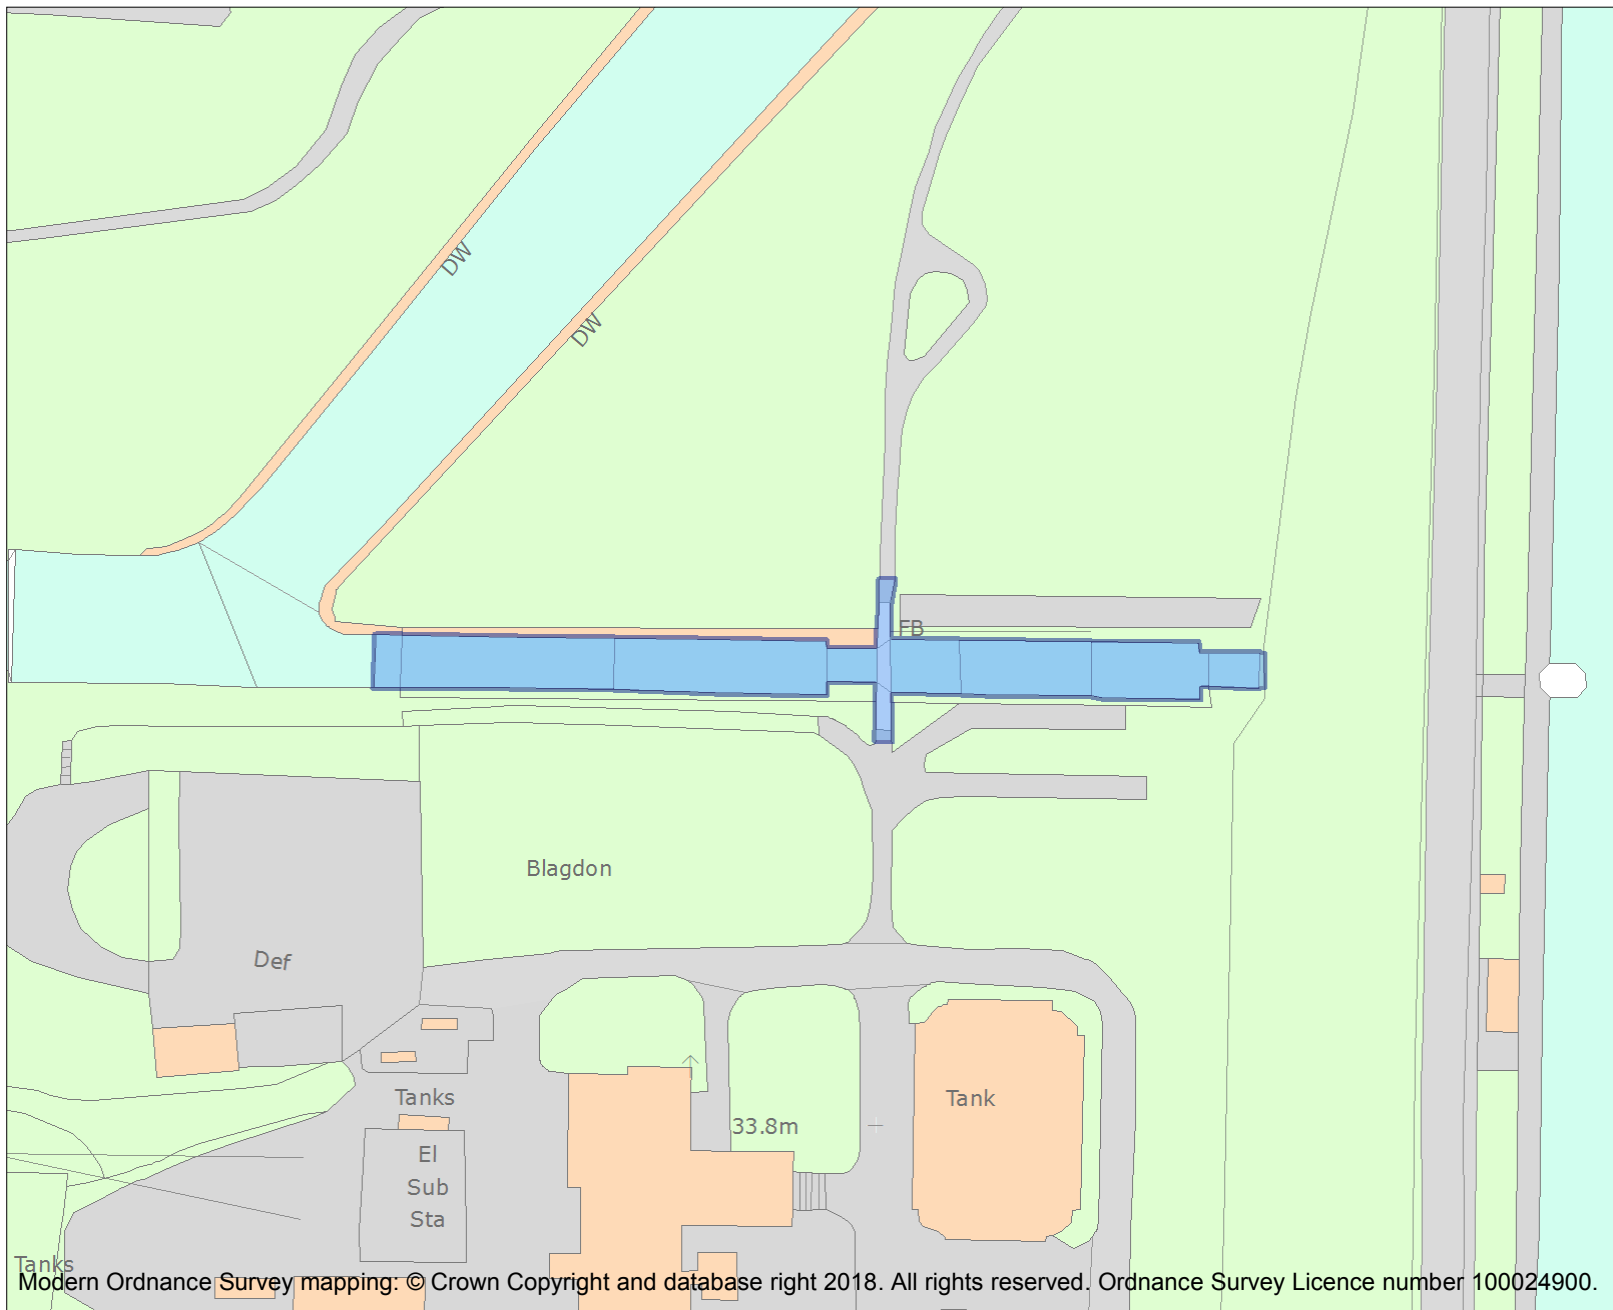 DW
DW
FB
Blagdon
Def
Tanks
Tank
33.8m
El
Sub
Sta
Tanks
Modern Ordnance Survey mapping: © Crown Copyright and database right 2018. All rights reserved. Ordnance Survey Licence number 100024900.